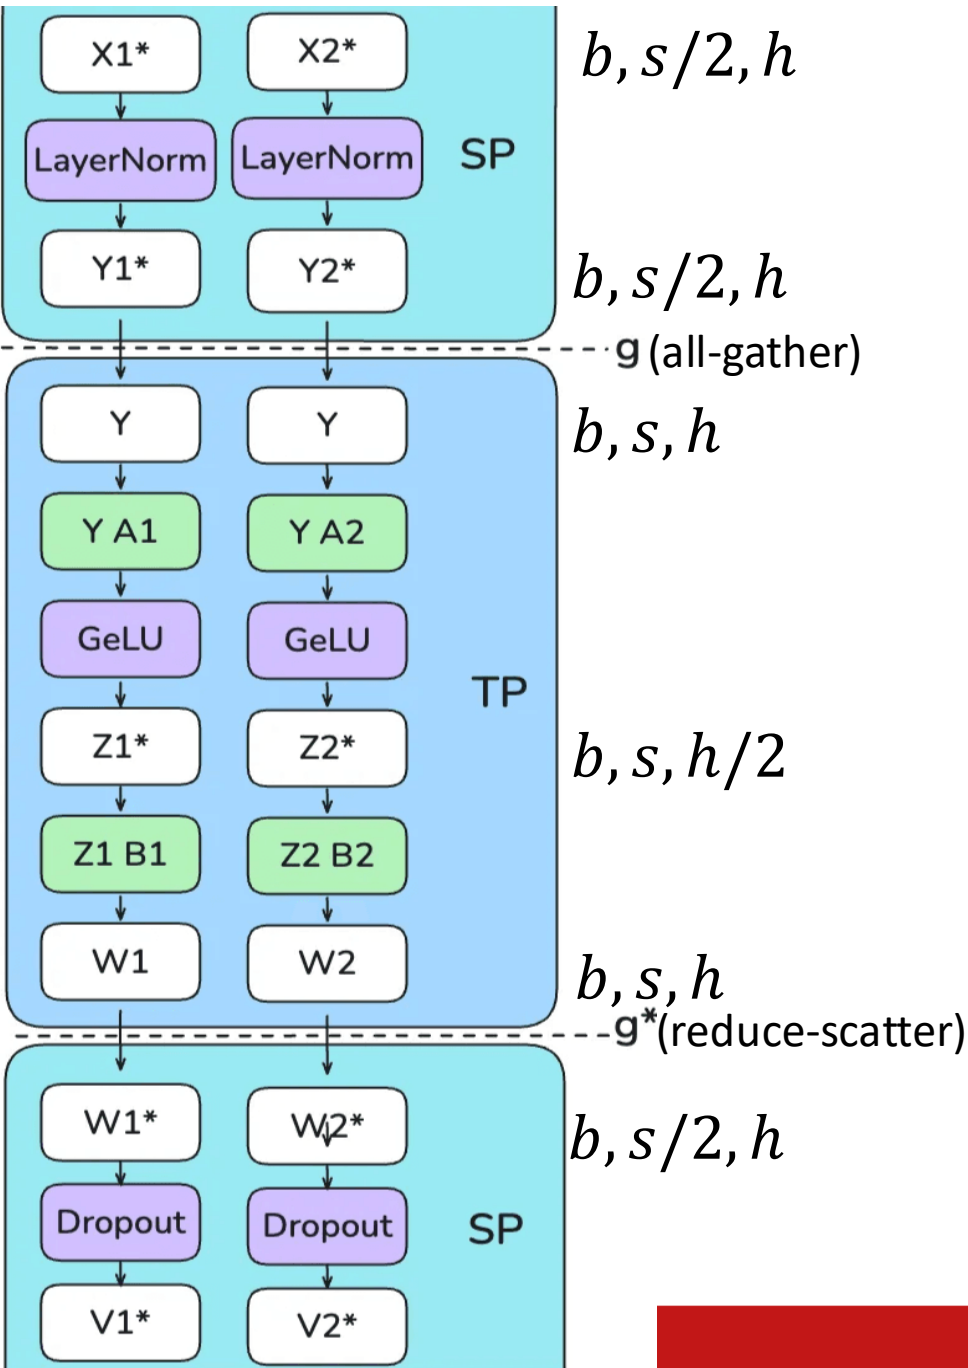 X1* X2* b, s/2, h
LayerNorm LayerNorm SP
Y1* Y2* b, s/2, h
g (all-gather)
Y Y b, s, h
Y A1 Y A2
GeLU GeLU
TP
Z1* Z2* b, s, h/2
Z1 B1 Z2 B2
W1 W2 b, s, h
g* (reduce-scatter)
W1* W2* b, s/2, h
Dropout Dropout SP
V1* V2*